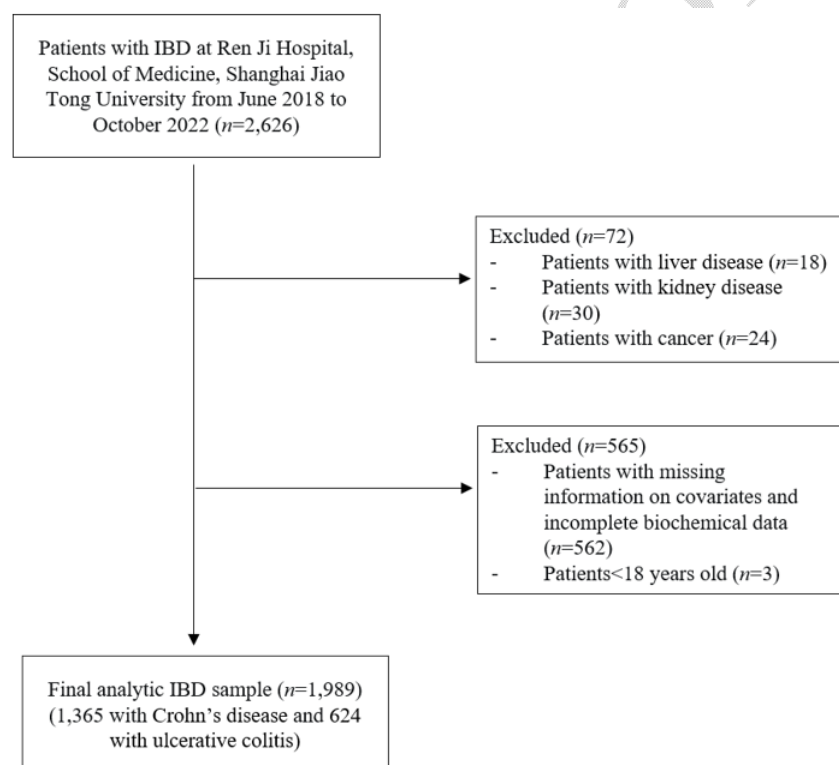 Patients with IBD at Ren Ji Hospital,
School of Medicine, Shanghai Jiao
Tong University from June 2018 to
October 2022 (n=2,626)
Excluded (n=72)
- Patients with liver disease (n=18)
- Patients with kidney disease
(n=30)
- Patients with cancer (n=24)
Excluded (n=565)
- Patients with missing
information on covariates and
incomplete biochemical data
(n=562)
- Patients<18 years old (n=3)
Final analytic IBD sample (n=1,989)
(1,365 with Crohn’s disease and 624
with ulcerative colitis)